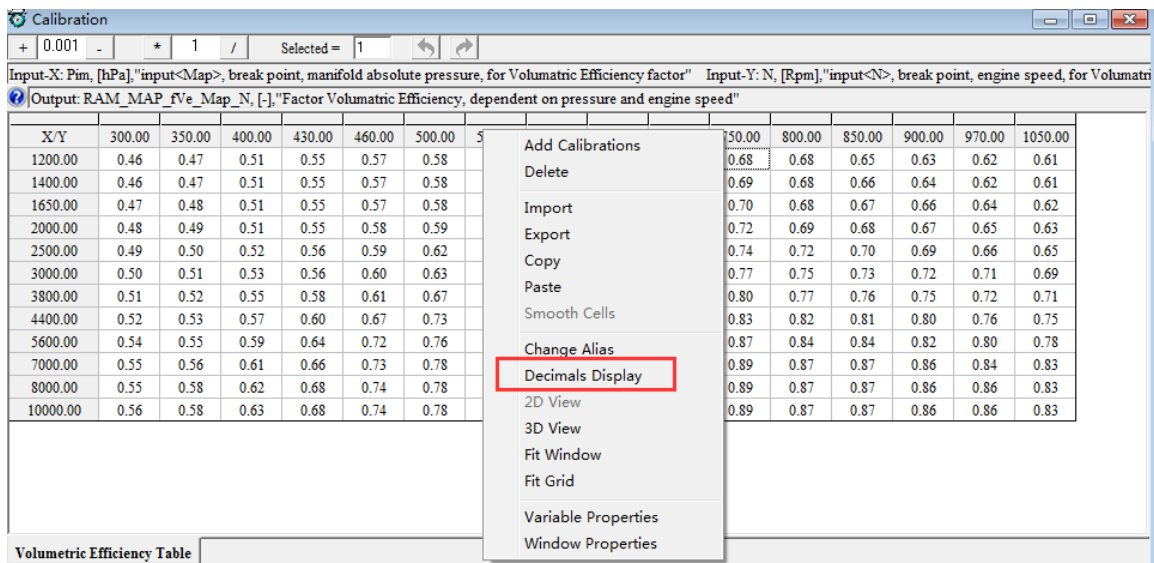 Calibration
+ 0.001 - * 1 / Selected = 1
Input-X: Pim, [hPa],"input<Map>, break point, manifold absolute pressure, for Volumatric Efficiency factor" Input-Y: N, [Rpm],"input<N>, break point, engine speed, for Volumatri
Output: RAM_MAP_fVe_Map_N, [-],"Factor Volumatric Efficiency, dependent on pressure and engine speed"
X/Y 300.00 350.00 400.00 430.00 460.00 500.00 5 750.00 800.00 850.00 900.00 970.00 1050.00
1200.00 0.46 0.47 0.51 0.55 0.57 0.58 0.68 0.68 0.65 0.63 0.62 0.61
1400.00 0.46 0.47 0.51 0.55 0.57 0.58 0.69 0.68 0.66 0.64 0.62 0.61
1650.00 0.47 0.48 0.51 0.55 0.57 0.58 0.70 0.68 0.67 0.66 0.64 0.62
2000.00 0.48 0.49 0.51 0.55 0.58 0.59 0.72 0.69 0.68 0.67 0.65 0.63
2500.00 0.49 0.50 0.52 0.56 0.59 0.62 0.74 0.72 0.70 0.69 0.66 0.65
3000.00 0.50 0.51 0.53 0.56 0.60 0.63 0.77 0.75 0.73 0.72 0.71 0.69
3800.00 0.51 0.52 0.55 0.58 0.61 0.67 0.80 0.77 0.76 0.75 0.72 0.71
4400.00 0.52 0.53 0.57 0.60 0.67 0.73 0.83 0.82 0.81 0.80 0.76 0.75
5600.00 0.54 0.55 0.59 0.64 0.72 0.76 0.87 0.84 0.84 0.82 0.80 0.78
7000.00 0.55 0.56 0.61 0.66 0.73 0.78 0.89 0.87 0.87 0.86 0.84 0.83
8000.00 0.55 0.58 0.62 0.68 0.74 0.78 0.89 0.87 0.87 0.86 0.86 0.83
10000.00 0.56 0.58 0.63 0.68 0.74 0.78 0.89 0.87 0.87 0.86 0.86 0.83
Add Calibrations
Delete
Import
Export
Copy
Paste
Smooth Cells
Change Alias
Decimals Display
2D View
3D View
Fit Window
Fit Grid
Variable Properties
Window Properties
Volumetric Efficiency Table